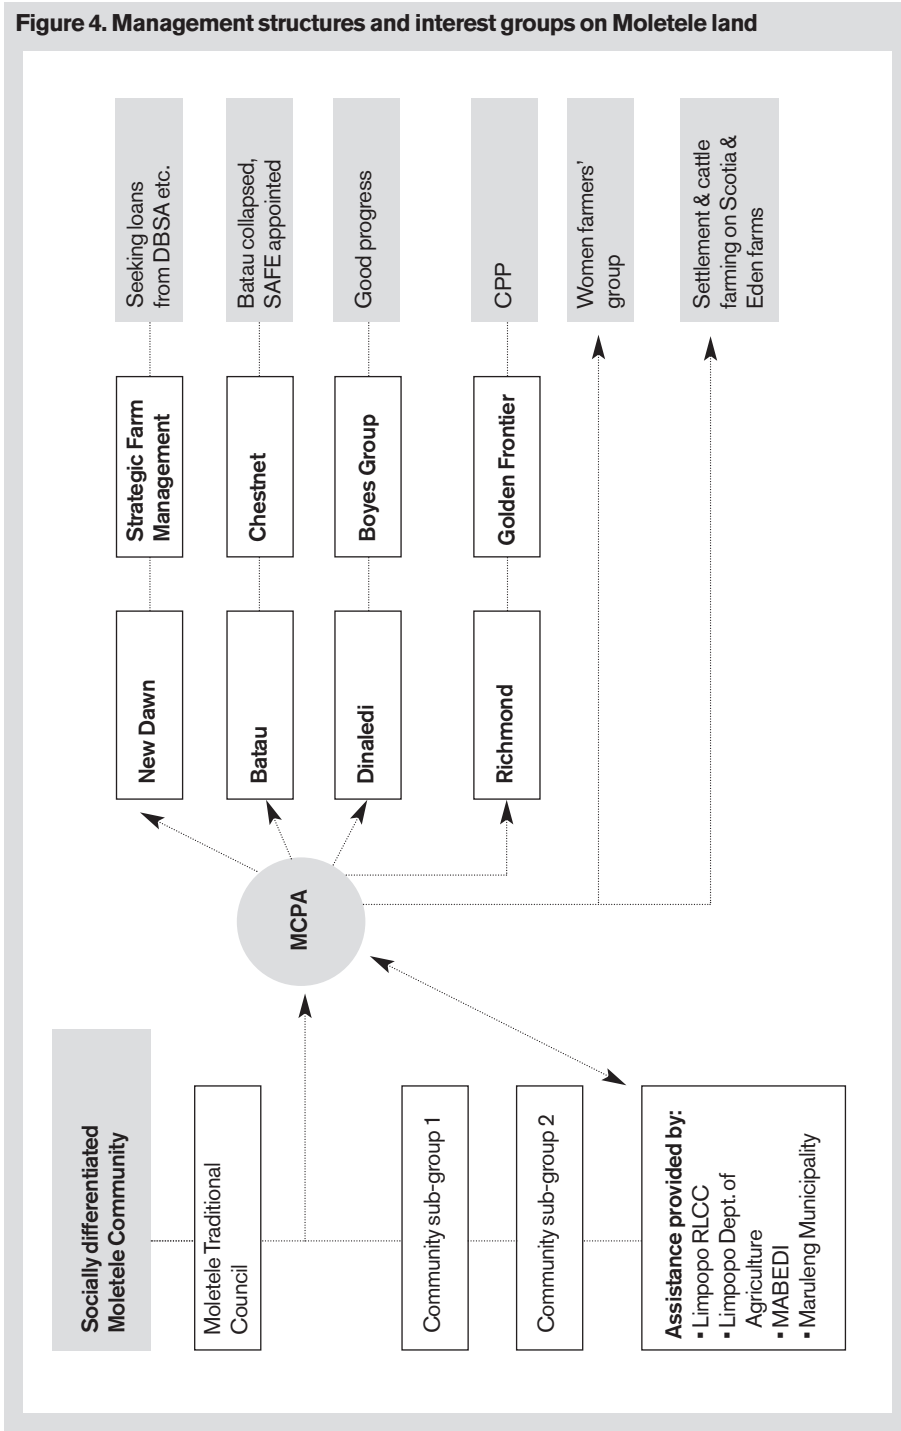 Figure 4. Management structures and interest groups on Moletele land
Socially differentiated
Moletele Community
Moletele Traditional
Council
Community sub-group 1
Community sub-group 2
Assistance provided by:
▪ Limpopo RLCC
▪ Limpopo Dept. of
Agriculture
▪ MABEDI
▪ Maruleng Municipality
MCPA
New Dawn
Batau
Dinaledi
Richmond
Strategic Farm
Management
Chestnet
Boyes Group
Golden Frontier
Seeking loans
from DBSA etc.
Batau collapsed,
SAFE appointed
Good progress
CPP
Women farmers’
group
Settlement & cattle
farming on Scotia &
Eden farms